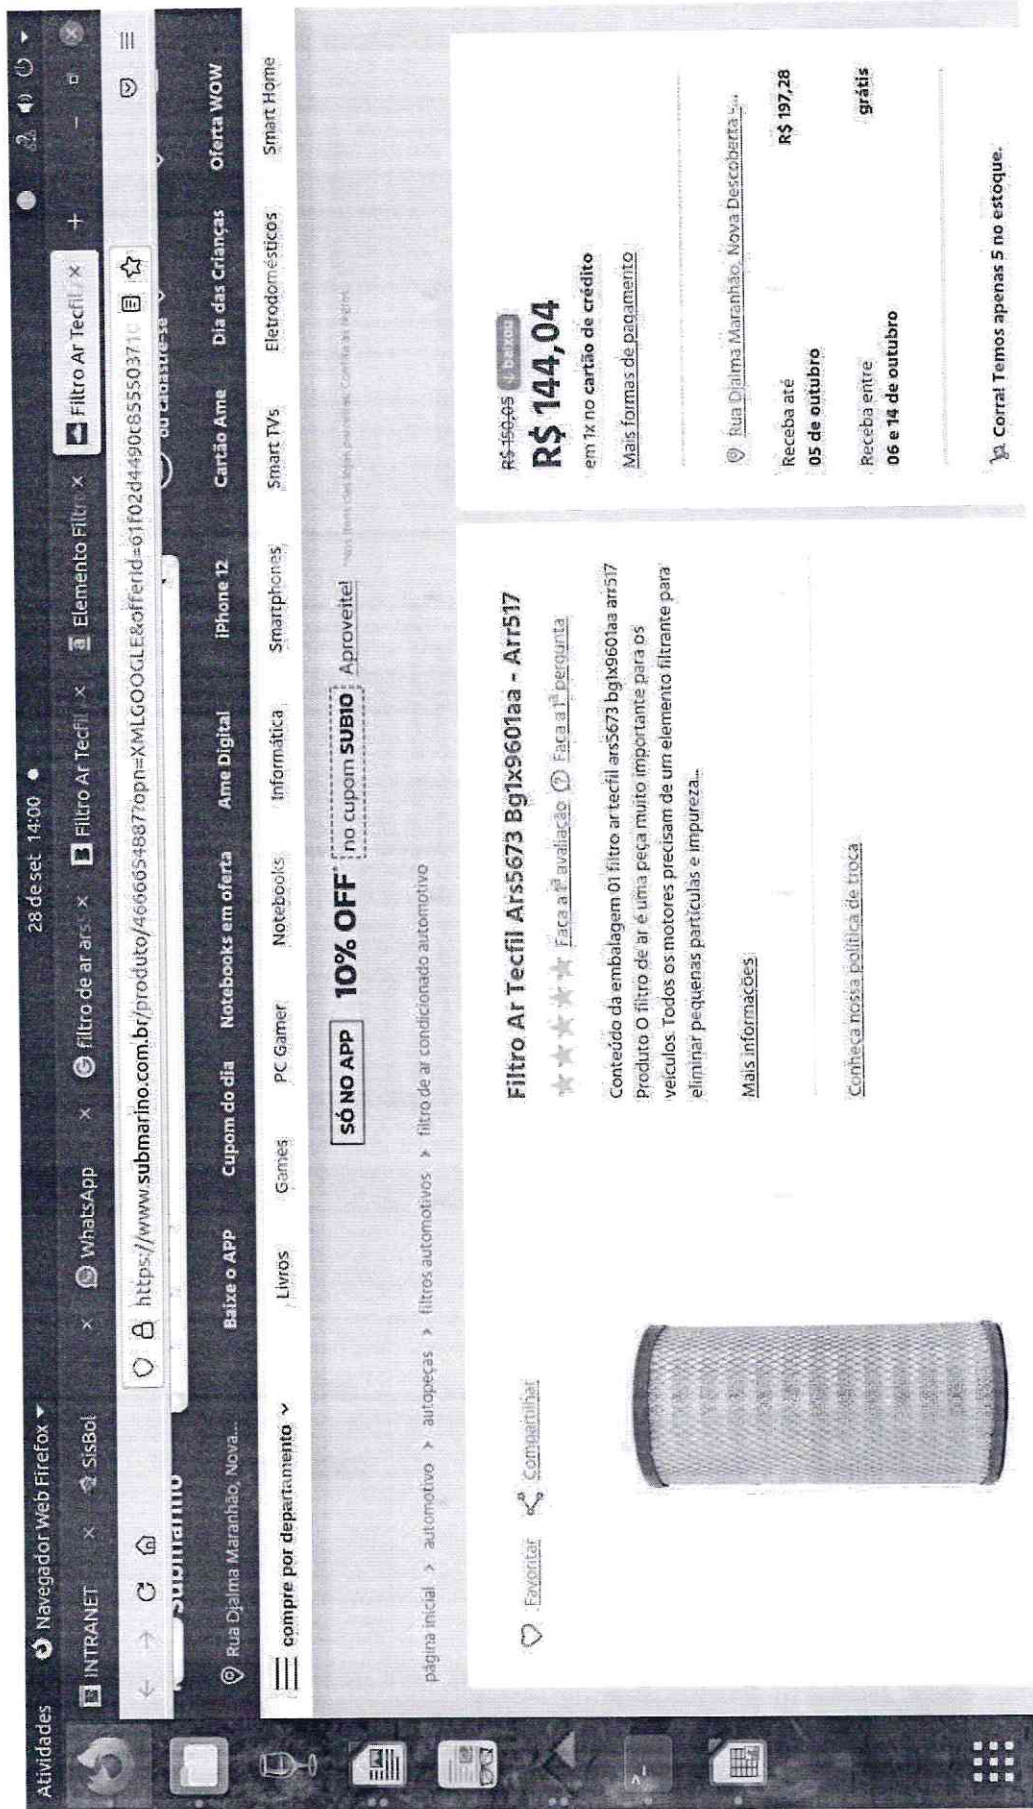 Atividades
Navegador Web Firefox
28 de set 14:00
INTRANET
SisBol
WhatsApp
filtro de ar ars
Filtro Ar Tecfil
Elemento Filtro
Filtro Ar Tecfil
https://www.submarino.com.br/produto/4666654887?opn=XMLGOOGLE&offerid=61f02d4490c855503710
submarino
ou cadastre-se
Rua Djalma Maranhão, Nova...
Baixe o APP
Cupom do dia
Notebooks em oferta
Ame Digital
iPhone 12
Cartão Ame
Dia das Crianças
Oferta WOW
compre por departamento
Livros
Games
PC Gamer
Notebooks
Informática
Smartphones
Smart TVs
Eletrodomésticos
Smart Home
SÓ NO APP 10% OFF* no cupom SUB10 Aproveite!
página inicial > automotivo > autopeças > filtros automotivos > filtro de ar condicionado automotivo
Favoritar
Compartilhar
Filtro Ar Tecfil Ars5673 Bg1x9601aa - Arr517
Faça a 1ª avaliação
Faça a 1ª pergunta
Conteúdo da embalagem 01 filtro ar tecfil ars5673 bg1x9601aa arr517
Produto O filtro de ar é uma peça muito importante para os
veículos. Todos os motores precisam de um elemento filtrante para
eliminar pequenas partículas e impureza...
Mais informações
Conheça nossa política de troca
R$ 150,05 baixou
R$ 144,04
em 1x no cartão de crédito
Mais formas de pagamento
Rua Djalma Maranhão, Nova Descoberta -...
Receba até
05 de outubro
R$ 197,28
Receba entre
06 e 14 de outubro
grátis
Corra! Temos apenas 5 no estoque.